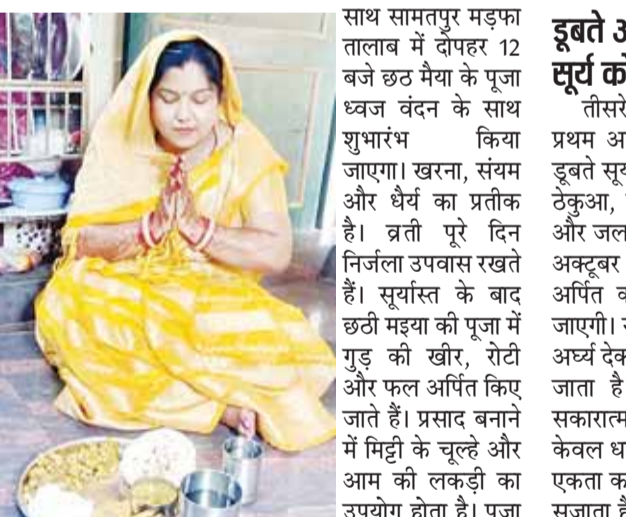 साथ सामतपुर मड़फा
तालाब में दोपहर 12
बजे छठ मैया के पूजा
ध्वज वंदन के साथ
शुभारंभ किया
जाएगा। खरना, संयम
और धैर्य का प्रतीक
है। व्रती पूरे दिन
निर्जला उपवास रखते
हैं। सूर्यास्त के बाद
छठी मइया की पूजा में
गुड़ की खीर, रोटी
और फल अर्पित किए
जाते हैं। प्रसाद बनाने
में मिट्टी के चूल्हे और
आम की लकड़ी का
उपयोग होता है। पूजा
डूबते
सूर्य को
तीसरे
प्रथम
डूबते
ठेकुआ,
और जल
अक्टूबर
अर्पित
जाएगी।
अर्घ्य
जाता है
केवल
एकता
सजाता है